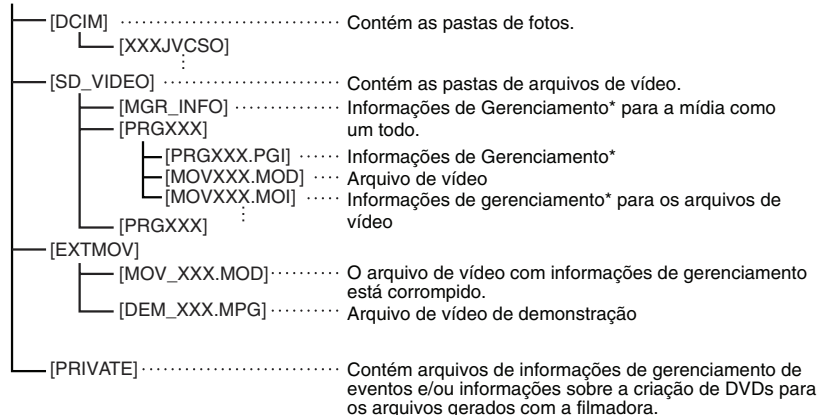 [DCIM] Contém as pastas de fotos.
[XXXJVCSO]
[SD_VIDEO] Contém as pastas de arquivos de vídeo.
[MGR_INFO] Informações de Gerenciamento* para a mídia como
um todo.
[PRGXXX]
[PRGXXX.PGI] Informações de Gerenciamento*
[MOVXXX.MOD] Arquivo de vídeo
[MOVXXX.MOI] Informações de gerenciamento* para os arquivos de
vídeo
[PRGXXX]
[EXTMOV]
[MOV_XXX.MOD] O arquivo de vídeo com informações de gerenciamento
está corrompido.
[DEM_XXX.MPG] Arquivo de vídeo de demonstração
[PRIVATE] Contém arquivos de informações de gerenciamento de
eventos e/ou informações sobre a criação de DVDs para
os arquivos gerados com a filmadora.